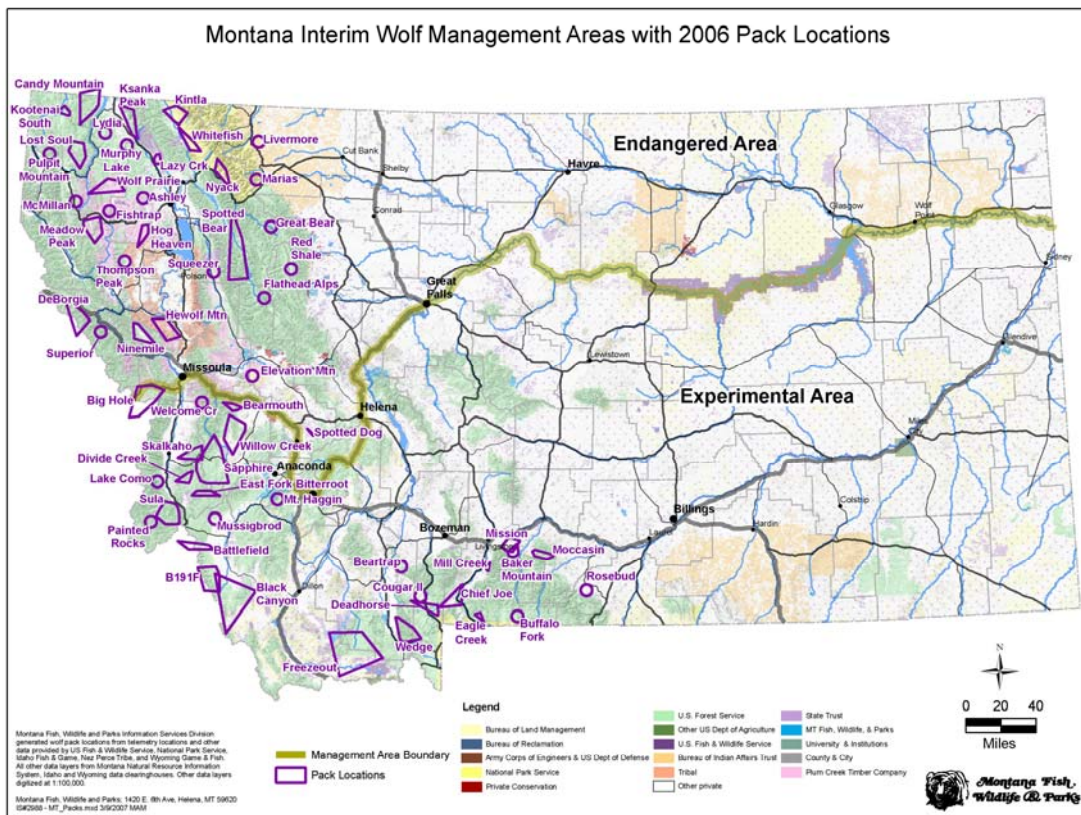 Montana Interim Wolf Management Areas with 2006 Pack Locations
Candy Mountain
Ksanka
Peak
Kintla
Kootenai
South
Lydia
Whitefish
Livermore
Lost Soul
Murphy
Lake
Lazy Crk
Pulpit
Mountain
Wolf Prairie
Nyack
Marias
McMillan
Ashley
Fishtrap
Spotted
Bear
Great Bear
Meadow
Peak
Hog
Heaven
Red
Shale
Thompson
Peak
Squeezer
Polson
Flathead Alps
DeBorgia
Hewolf Mtn
Superior
Ninemile
Missoula
Elevation Mtn
Big Hole
Welcome Cr
Bearmouth
Helena
Spotted Dog
Willow Creek
Skalkaho
Divide Creek
Sapphire
Anaconda
Lake Como
East Fork Bitterroot
Mt. Haggin
Sula
Painted
Rocks
Mussigbrod
Battlefield
B191F
Black
Canyon
Dillon
Freezeout
Endangered Area
Experimental Area
Cut Bank
Shelby
Conrad
Havre
Great
Falls
Glasgow
Wolf
Point
Sidney
Glendive
Lewistown
Miles
City
Colstrip
Billings
Laurel
Hardin
Bozeman
Livingston
Mission
Moccasin
Baker
Mountain
Beartrap
Mill Creek
Rosebud
Cougar II
Chief Joe
Deadhorse
Eagle
Creek
Buffalo
Fork
Wedge
N
0 20 40
Miles
Legend
Management Area Boundary
Pack Locations
Bureau of Land Management
Bureau of Reclamation
Army Corps of Engineers & US Dept of Defense
National Park Service
Private Conservation
U.S. Forest Service
Other US Dept of Agriculture
U.S. Fish & Wildlife Service
Bureau of Indian Affairs Trust
Tribal
Other private
State Trust
MT Fish, Wildlife, & Parks
University & Institutions
County & City
Plum Creek Timber Company
Montana Fish, Wildlife and Parks Information Services Division
generated wolf pack locations from telemetry locations and other
data provided by US Fish & Wildlife Service, National Park Service,
Idaho Fish & Game, Nez Perce Tribe, and Wyoming Game & Fish.
All other data layers from Montana Natural Resource Information
System, Idaho and Wyoming data clearinghouses. Other data layers
digitized at 1:100,000.
Montana Fish, Wildlife and Parks; 1420 E. 6th Ave, Helena, MT 59620
IS#2988 - MT_Packs.mxd 3/9/2007 MAM
Montana Fish,
Wildlife & Parks